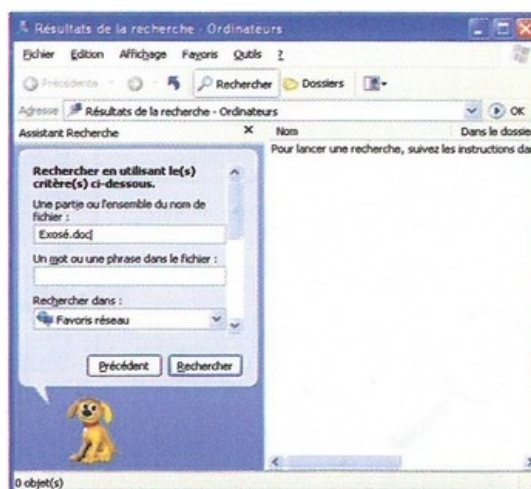 Résultats de la recherche - Ordinateurs
Fichier Edition Affichage Favoris Outils ?
Précédente Rechercher Dossiers
Adresse Résultats de la recherche - Ordinateurs OK
Assistant Recherche × Nom Dans le dossie
Pour lancer une recherche, suivez les instructions da
Rechercher en utilisant le(s)
critère(s) ci-dessous.
Une partie ou l'ensemble du nom de
fichier :
Exosé.doc
Un mot ou une phrase dans le fichier :
Rechercher dans :
Favoris réseau
Précédent Rechercher
0 objet(s)